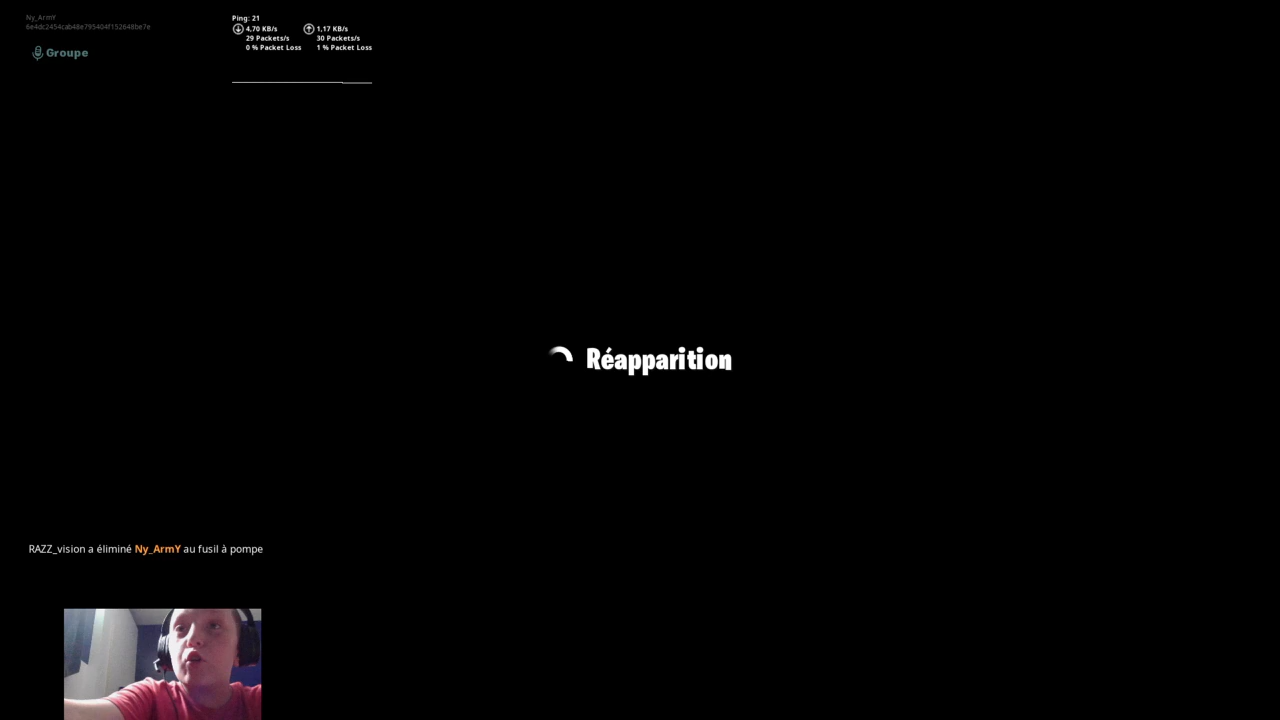 Ny_ArmY
6e4dc2454cab48e795404f152648be7e
Groupe
Ping: 21
4,70 KB/s
29 Packets/s
0 % Packet Loss
1,17 KB/s
30 Packets/s
1 % Packet Loss
Réapparition
RAZZ_vision a éliminé Ny_ArmY au fusil à pompe